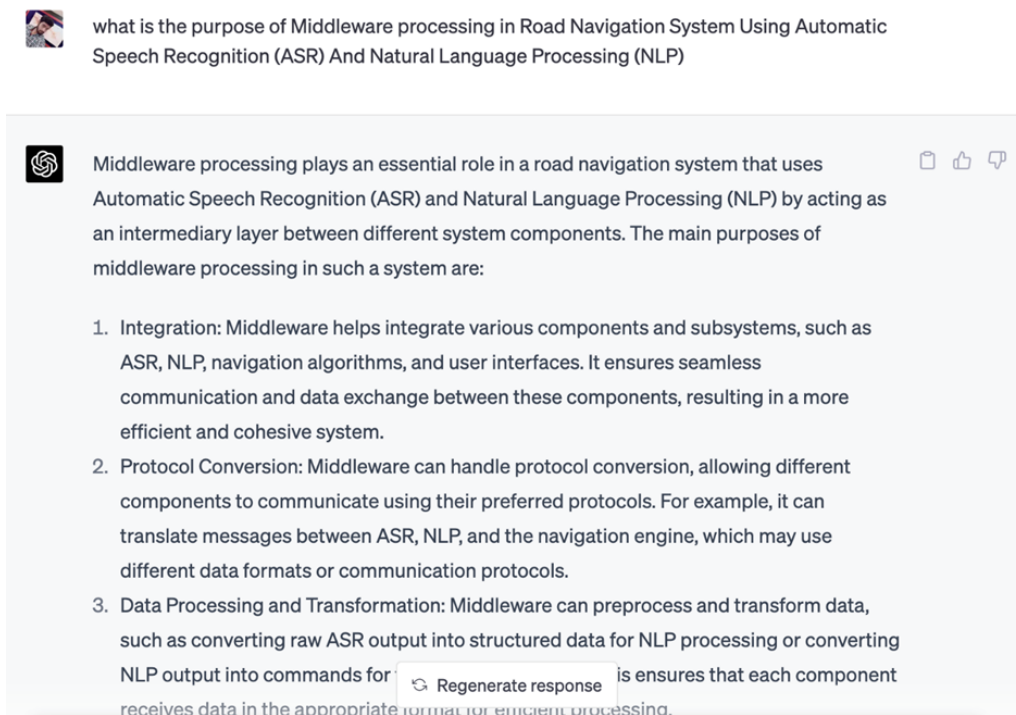 what is the purpose of Middleware processing in Road Navigation System Using Automatic
Speech Recognition (ASR) And Natural Language Processing (NLP)
Middleware processing plays an essential role in a road navigation system that uses
Automatic Speech Recognition (ASR) and Natural Language Processing (NLP) by acting as
an intermediary layer between different system components. The main purposes of
middleware processing in such a system are:
1. Integration: Middleware helps integrate various components and subsystems, such as
ASR, NLP, navigation algorithms, and user interfaces. It ensures seamless
communication and data exchange between these components, resulting in a more
efficient and cohesive system.
2. Protocol Conversion: Middleware can handle protocol conversion, allowing different
components to communicate using their preferred protocols. For example, it can
translate messages between ASR, NLP, and the navigation engine, which may use
different data formats or communication protocols.
3. Data Processing and Transformation: Middleware can preprocess and transform data,
such as converting raw ASR output into structured data for NLP processing or converting
NLP output into commands for is ensures that each component
Regenerate response
receives data in the appropriate format for efficient processing.